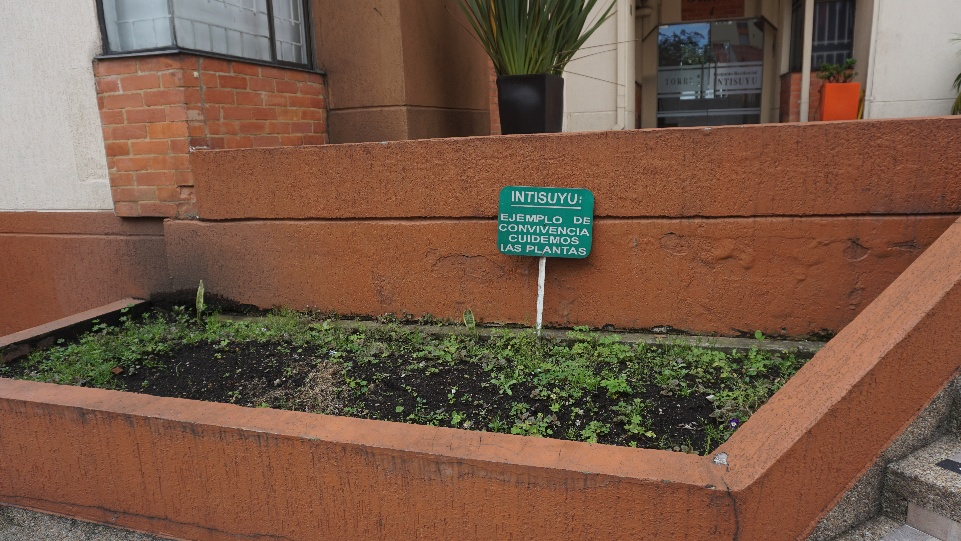 TORRE INTISUYU
INTISUYU:
EJEMPLO DE
CONVIVENCIA
CUIDEMOS
LAS PLANTAS